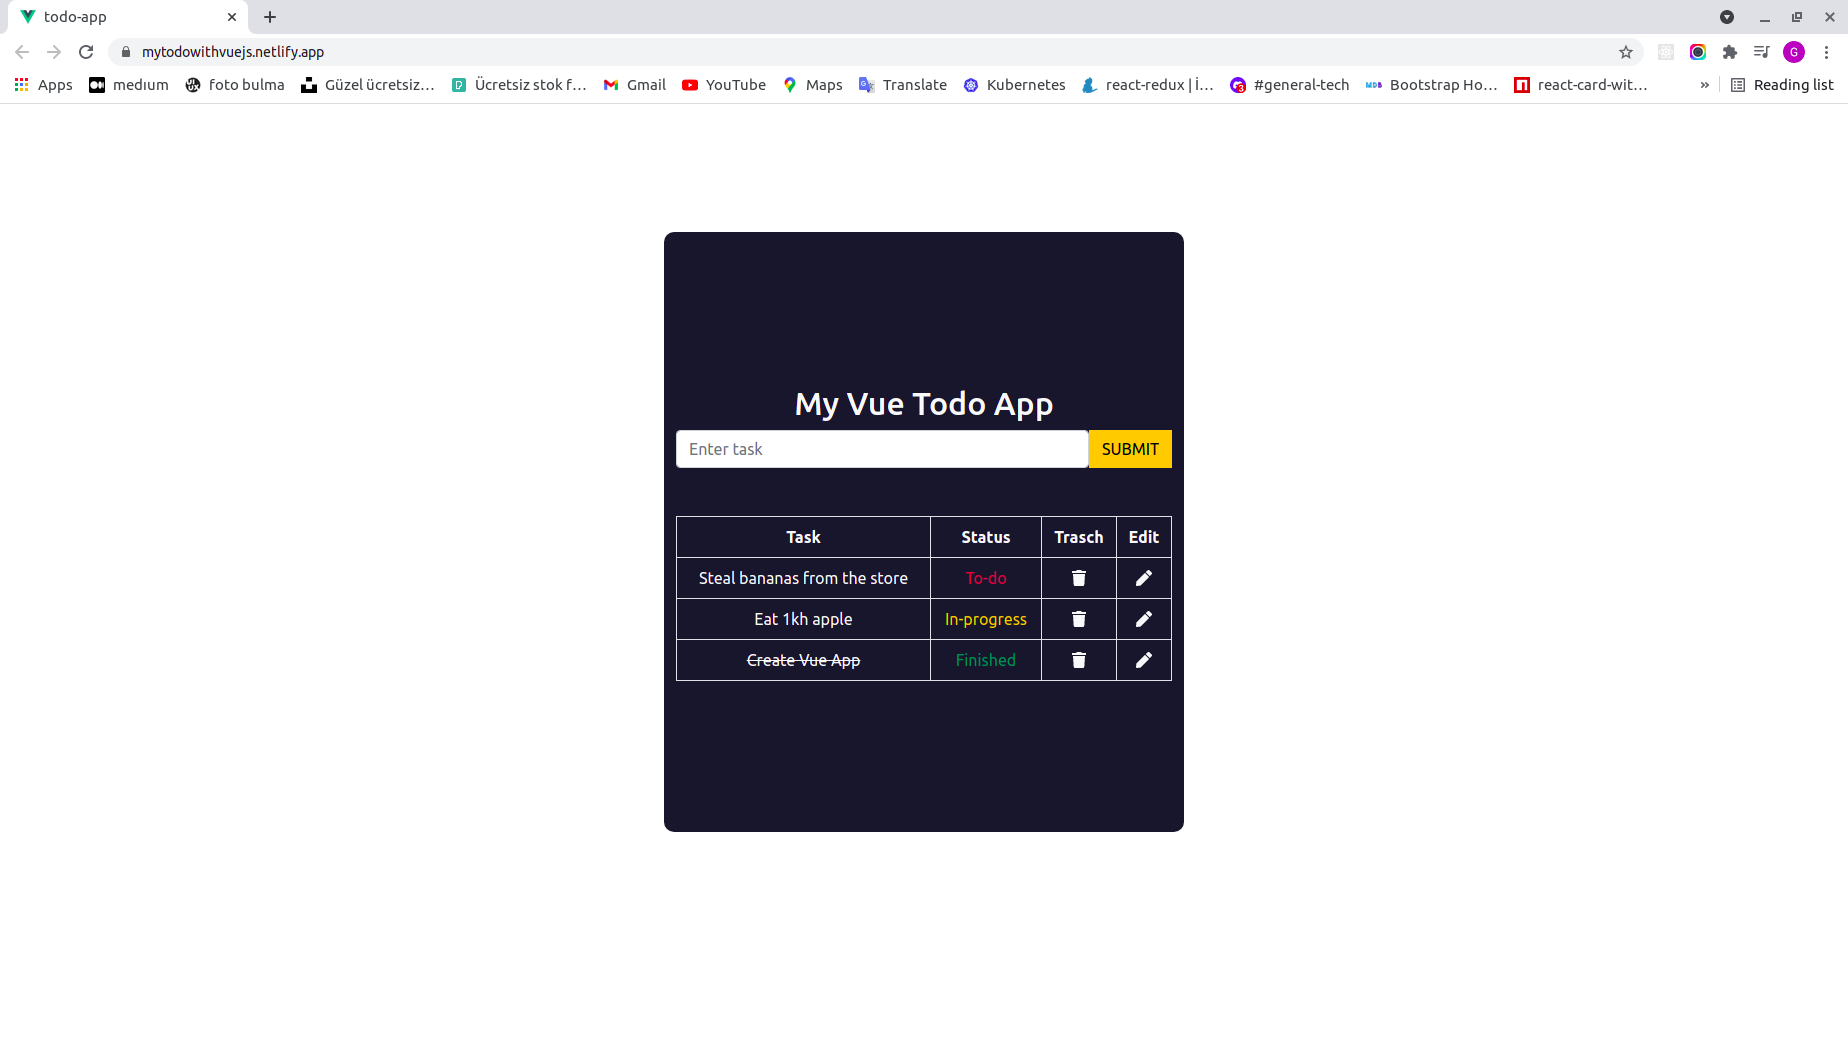 todo-app
mytodowithvuejs.netlify.app
G
Apps medium foto bulma Güzel ücretsiz… Ücretsiz stok f… Gmail YouTube Maps Translate Kubernetes react-redux | İ… 3 #general-tech MDB Bootstrap Ho… react-card-wit… » Reading list
My Vue Todo App
Enter task SUBMIT
Task Status Trasch Edit
Steal bananas from the store To-do
Eat 1kh apple In-progress
Create Vue App Finished